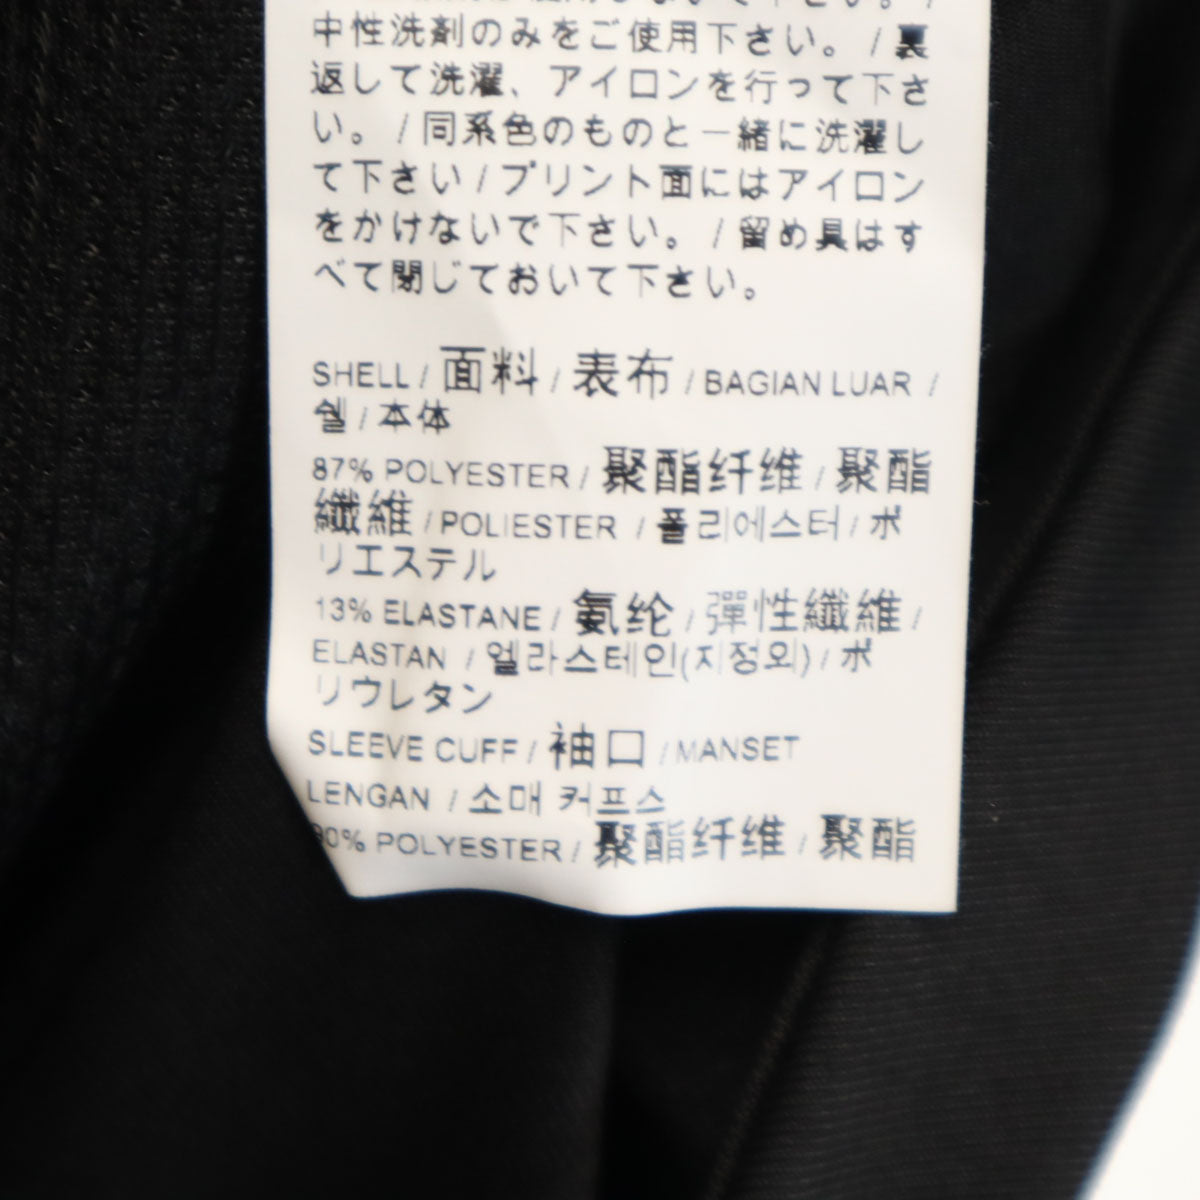 中性洗剤のみをご使用下さい。 / 裏
返して洗濯、アイロンを行って下さ
い。 / 同系色のものと一緒に洗濯し
て下さい / プリント面にはアイロン
をかけないで下さい。 / 留め具はす
べて閉じておいて下さい。
SHELL / 面料 / 表布 / BAGIAN LUAR /
쉘 / 本体
87% POLYESTER / 聚酯纤维 / 聚酯
纖維 / POLIESTER / 폴리에스터 / ポ
リエステル
13% ELASTANE / 氨纶 / 彈性纖維 /
ELASTAN / 엘라스테인(지정외) / ポ
リウレタン
SLEEVE CUFF / 袖口 / MANSET
LENGAN / 소매 커프스
POLYESTER / 聚酯纤维 / 聚酯